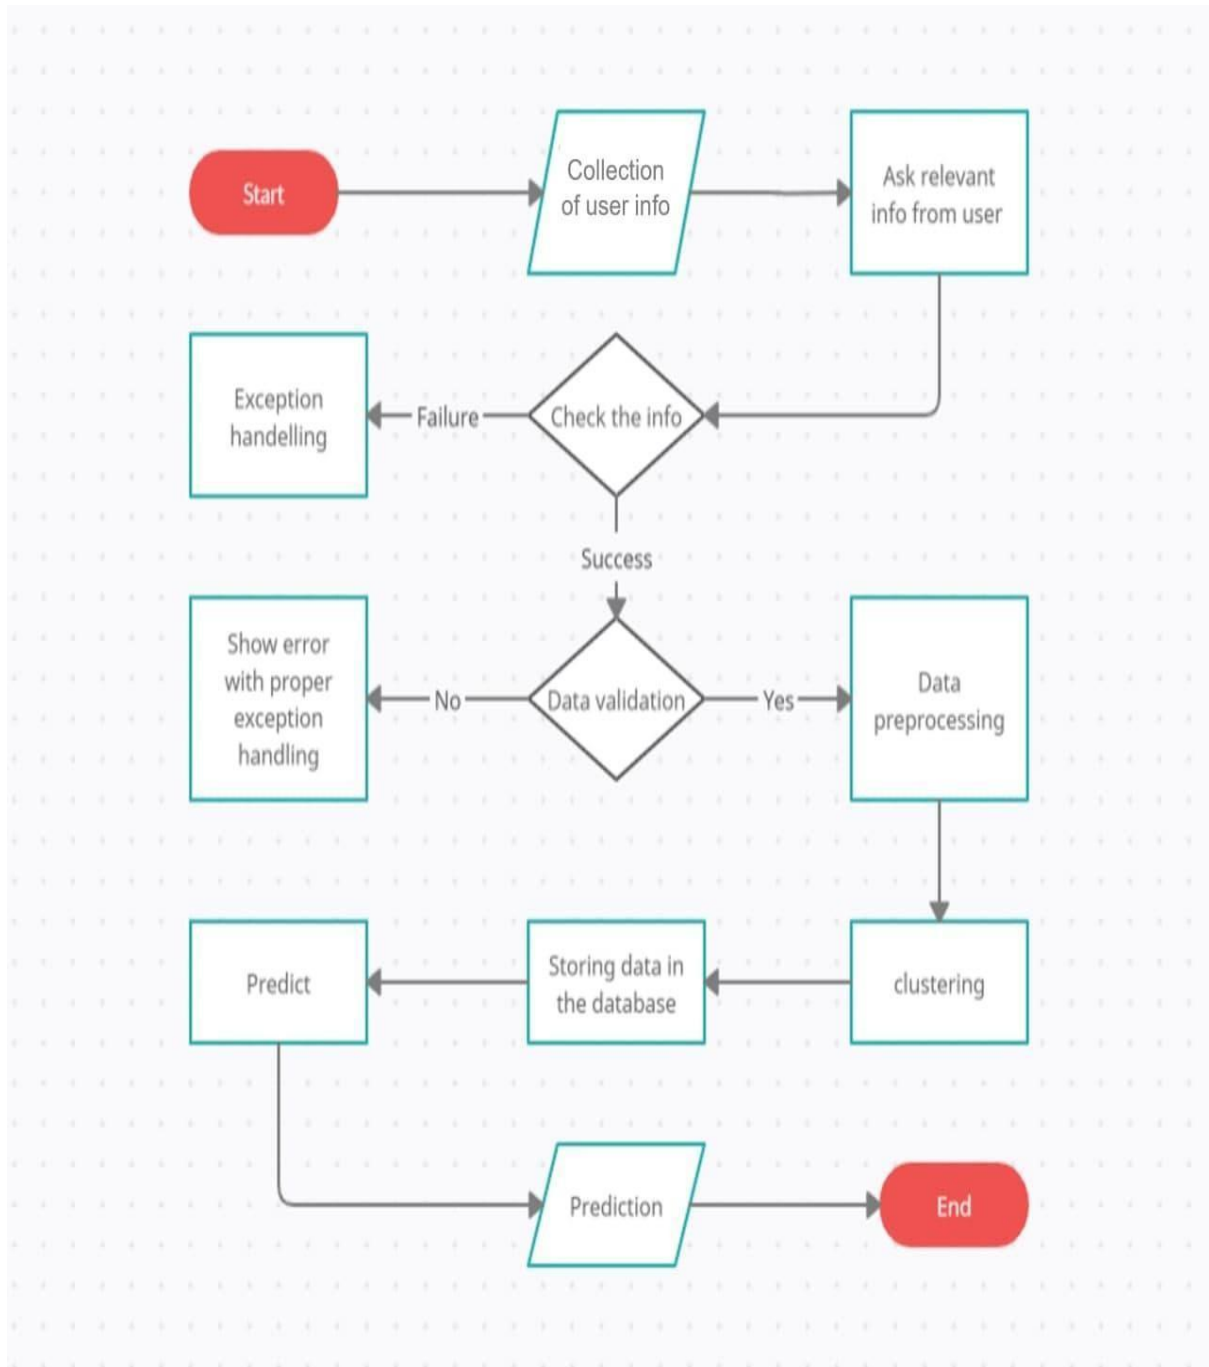 Start
Collection
of user info
Ask relevant
info from user
Exception
handelling
Failure
Check the info
Success
Show error
with proper
exception
handling
No
Data validation
Yes
Data
preprocessing
Predict
Storing data in
the database
clustering
Prediction
End